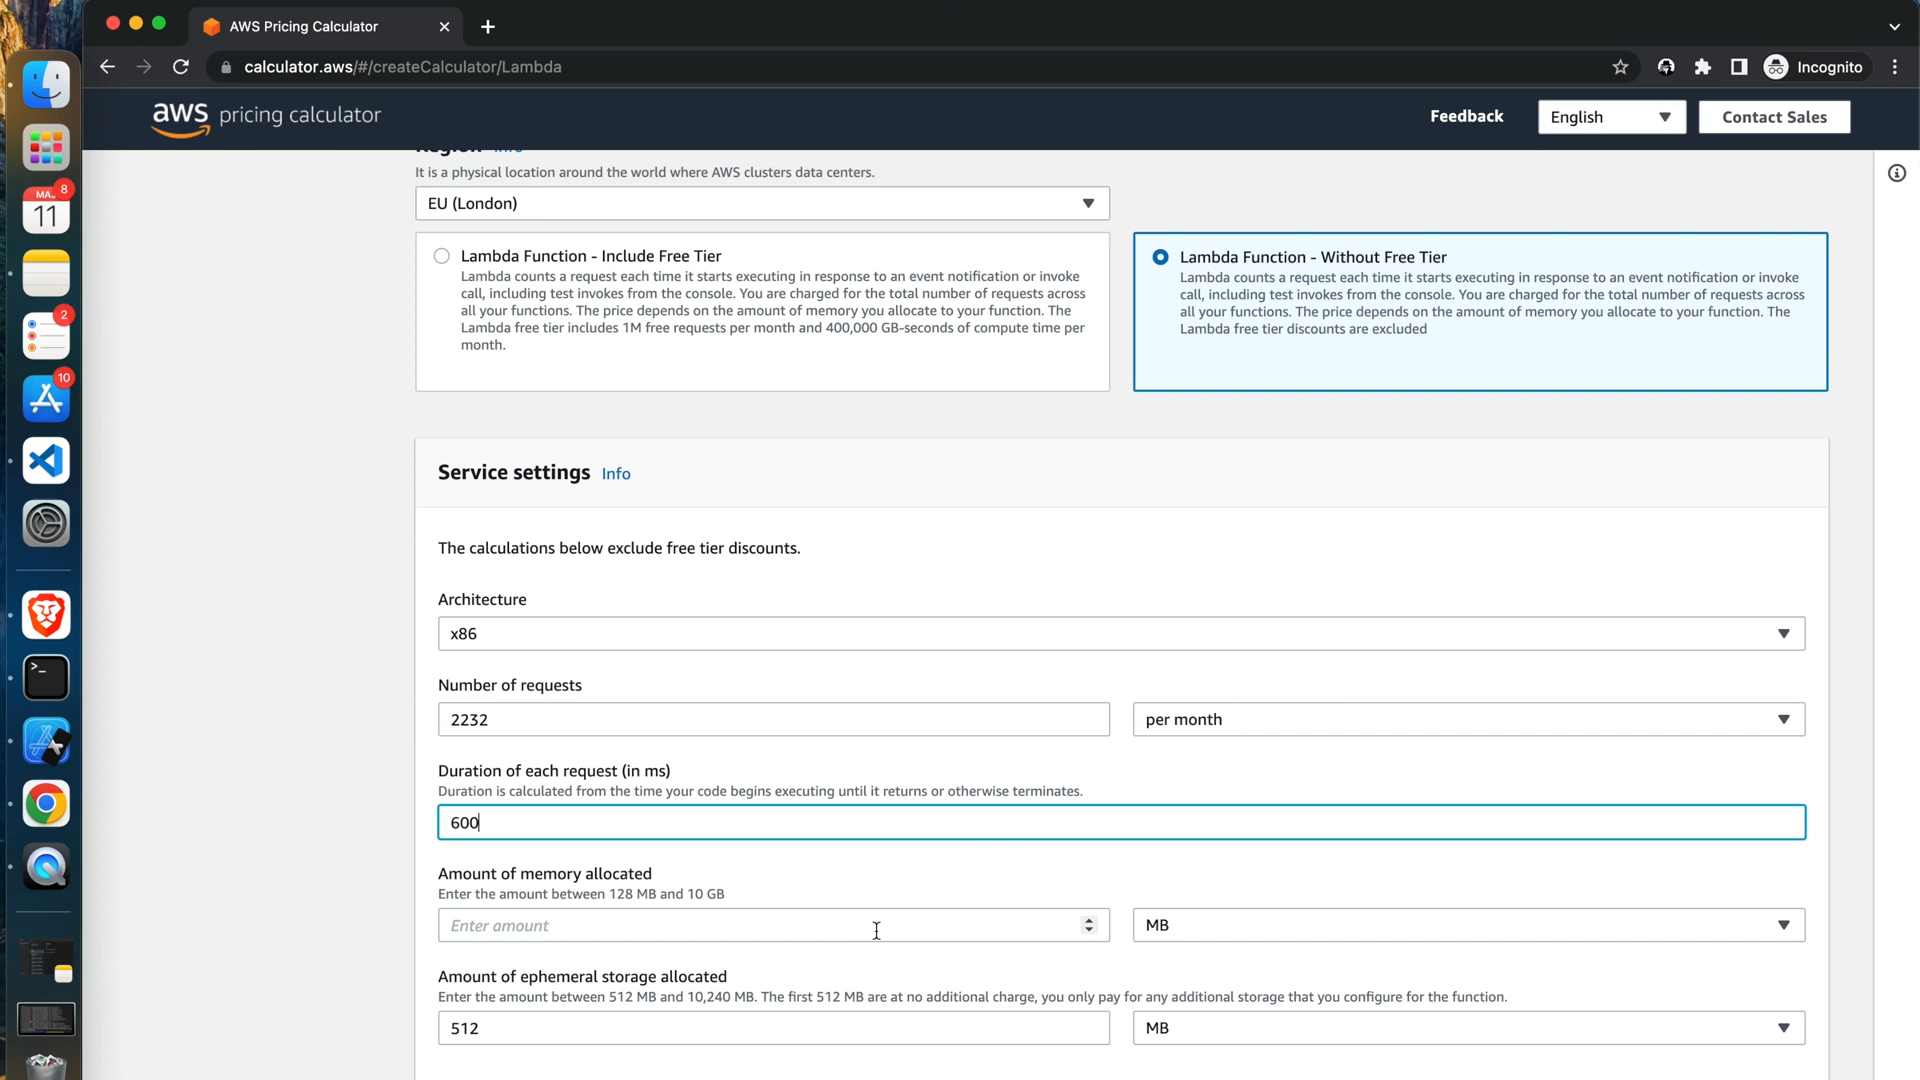 AWS Pricing Calculator
calculator.aws/#/createCalculator/Lambda
Incognito
aws pricing calculator
Feedback
English
Contact Sales
Region Info
It is a physical location around the world where AWS clusters data centers.
EU (London)
Lambda Function - Include Free Tier
Lambda counts a request each time it starts executing in response to an event notification or invoke
call, including test invokes from the console. You are charged for the total number of requests across
all your functions. The price depends on the amount of memory you allocate to your function. The
Lambda free tier includes 1M free requests per month and 400,000 GB-seconds of compute time per
month.
Lambda Function - Without Free Tier
Lambda counts a request each time it starts executing in response to an event notification or invoke
call, including test invokes from the console. You are charged for the total number of requests across
all your functions. The price depends on the amount of memory you allocate to your function. The
Lambda free tier discounts are excluded
Service settings Info
The calculations below exclude free tier discounts.
Architecture
x86
Number of requests
2232
per month
Duration of each request (in ms)
Duration is calculated from the time your code begins executing until it returns or otherwise terminates.
600
Amount of memory allocated
Enter the amount between 128 MB and 10 GB
Enter amount
MB
Amount of ephemeral storage allocated
Enter the amount between 512 MB and 10,240 MB. The first 512 MB are at no additional charge, you only pay for any additional storage that you configure for the function.
512
MB
8
11
2
10
>_